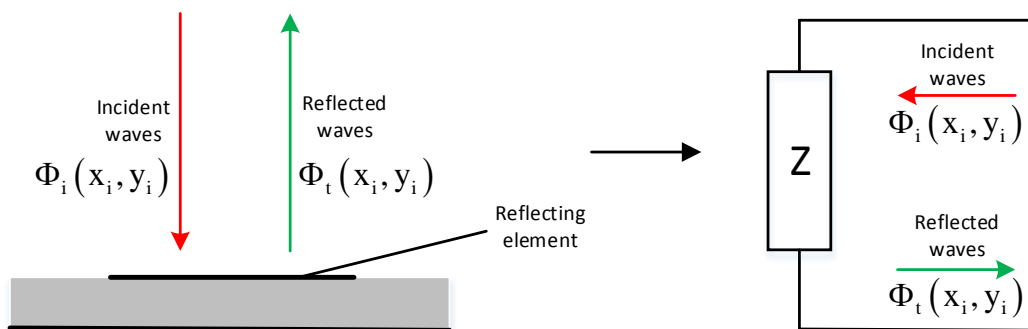 Incident
waves
Φi(xi, yi)
Reflected
waves
Φt(xi, yi)
Reflecting
element
Z
Incident
waves
Φi(xi, yi)
Reflected
waves
Φt(xi, yi)